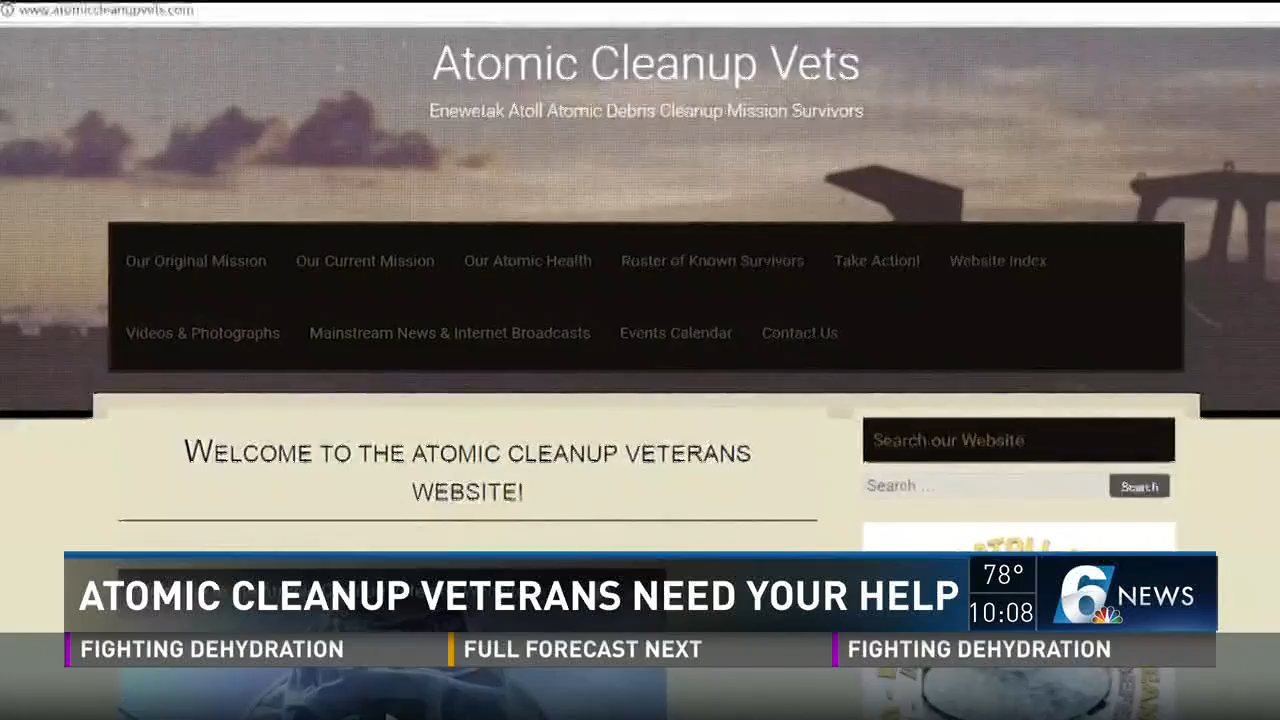 www.atomiccleanupvets.com
Atomic Cleanup Vets
Enewetak Atoll Atomic Debris Cleanup Mission Survivors
Our Original Mission Our Current Mission Our Atomic Health Roster of Known Survivors Take Action! Website Index
Videos & Photographs Mainstream News & Internet Broadcasts Events Calendar Contact Us
WELCOME TO THE ATOMIC CLEANUP VETERANS
WEBSITE!
Search our Website
Search ... Search
ATOLL
ATOMIC CLEANUP VETERANS NEED YOUR HELP
78°
10:08
6 NEWS
FIGHTING DEHYDRATION FULL FORECAST NEXT FIGHTING DEHYDRATION